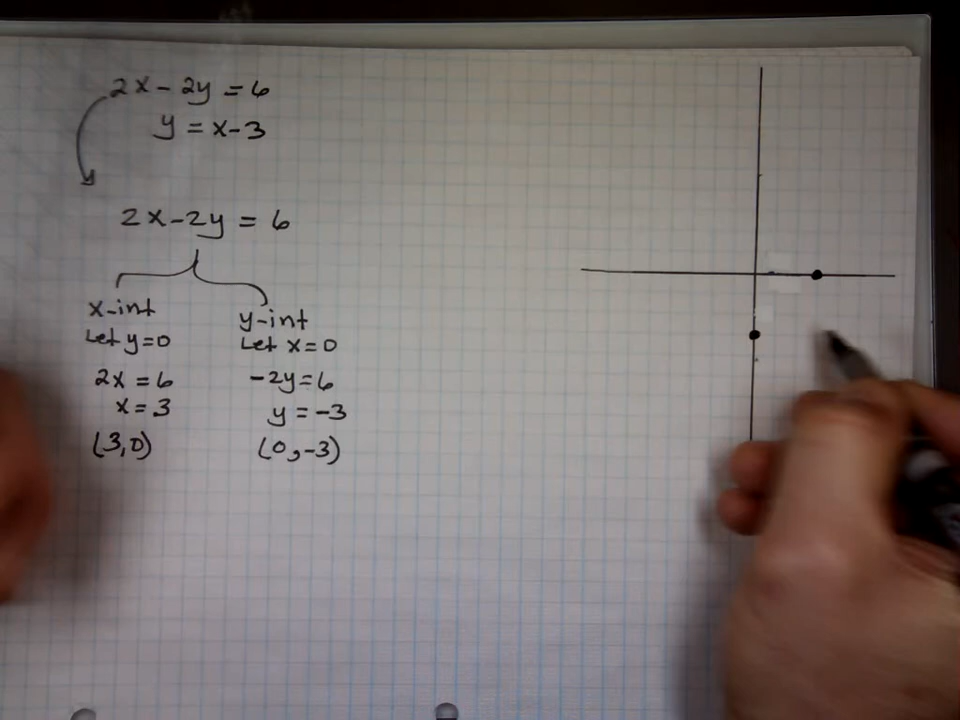 2x - 2y = 6
y = x - 3
2x - 2y = 6
x-int
Let y=0
2x = 6
x = 3
(3,0)
y-int
Let x=0
-2y=6
y = -3
(0,-3)